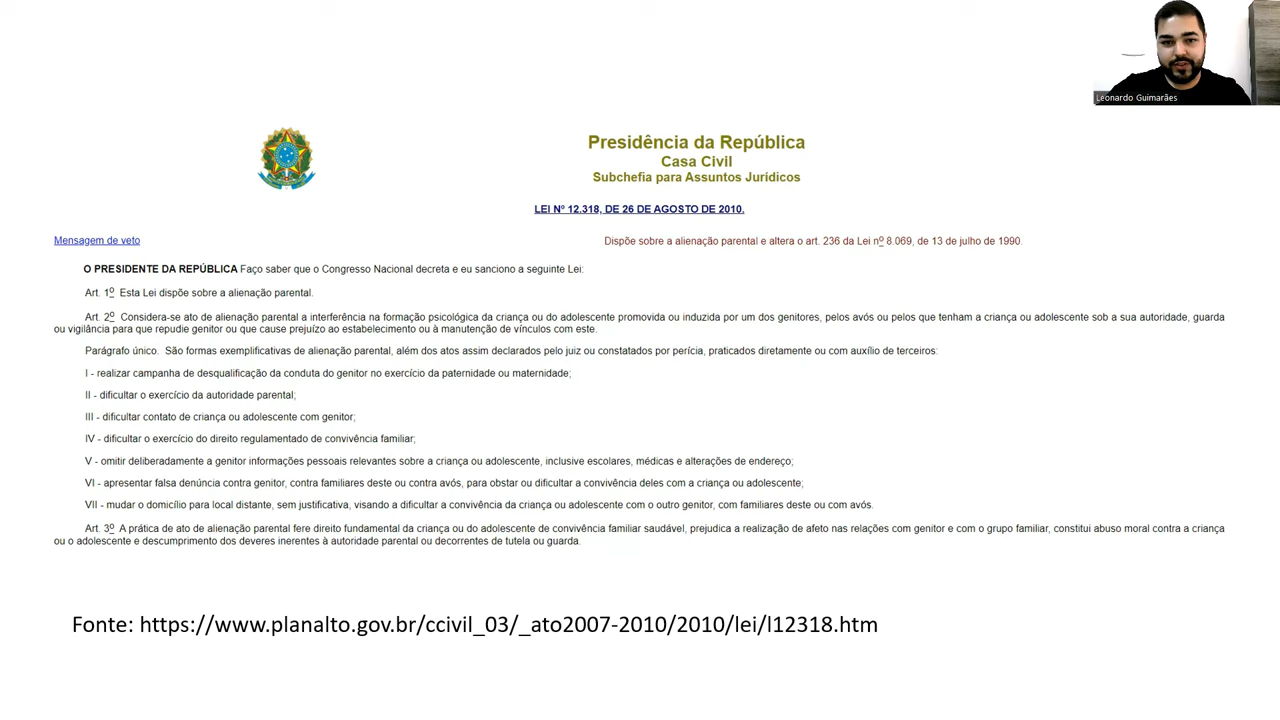 Leonardo Guimarães
Presidência da República
Casa Civil
Subchefia para Assuntos Jurídicos
LEI Nº 12.318, DE 26 DE AGOSTO DE 2010.
Mensagem de veto
Dispõe sobre a alienação parental e altera o art. 236 da Lei nº 8.069, de 13 de julho de 1990.
O PRESIDENTE DA REPÚBLICA Faço saber que o Congresso Nacional decreta e eu sanciono a seguinte Lei:
Art. 1º Esta Lei dispõe sobre a alienação parental.
Art. 2º Considera-se ato de alienação parental a interferência na formação psicológica da criança ou do adolescente promovida ou induzida por um dos genitores, pelos avós ou pelos que tenham a criança ou adolescente sob a sua autoridade, guarda
ou vigilância para que repudie genitor ou que cause prejuízo ao estabelecimento ou à manutenção de vínculos com este.
Parágrafo único. São formas exemplificativas de alienação parental, além dos atos assim declarados pelo juiz ou constatados por perícia, praticados diretamente ou com auxílio de terceiros:
I - realizar campanha de desqualificação da conduta do genitor no exercício da paternidade ou maternidade;
II - dificultar o exercício da autoridade parental;
III - dificultar contato de criança ou adolescente com genitor;
IV - dificultar o exercício do direito regulamentado de convivência familiar;
V - omitir deliberadamente a genitor informações pessoais relevantes sobre a criança ou adolescente, inclusive escolares, médicas e alterações de endereço;
VI - apresentar falsa denúncia contra genitor, contra familiares deste ou contra avós, para obstar ou dificultar a convivência deles com a criança ou adolescente;
VII - mudar o domicílio para local distante, sem justificativa, visando a dificultar a convivência da criança ou adolescente com o outro genitor, com familiares deste ou com avós.
Art. 3º A prática de ato de alienação parental fere direito fundamental da criança ou do adolescente de convivência familiar saudável, prejudica a realização de afeto nas relações com genitor e com o grupo familiar, constitui abuso moral contra a criança
ou o adolescente e descumprimento dos deveres inerentes à autoridade parental ou decorrentes de tutela ou guarda.
Fonte: https://www.planalto.gov.br/ccivil_03/_ato2007-2010/2010/lei/l12318.htm